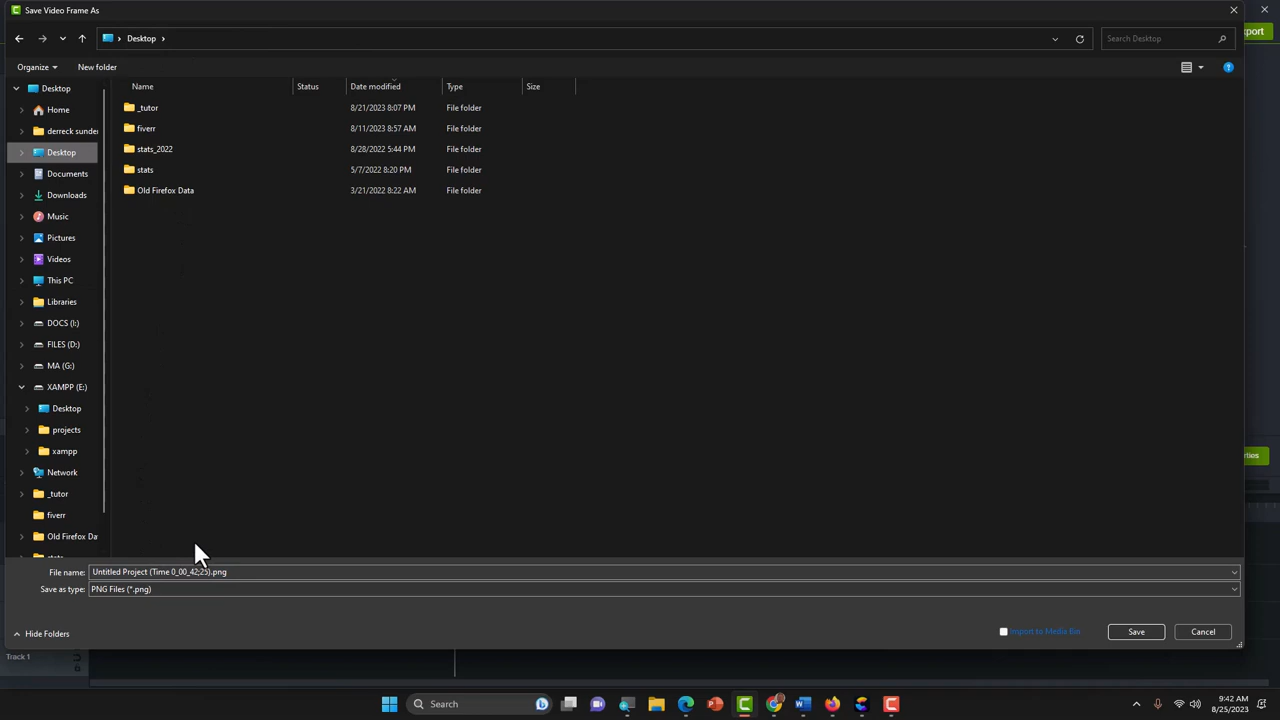 Save Video Frame As
port
Desktop
Search Desktop
Organize
New folder
Name Status Date modified Type Size
Desktop
Home
derreck sunde
Desktop
Documents
Downloads
Music
Pictures
Videos
This PC
Libraries
DOCS (I:)
FILES (D:)
MA (G:)
XAMPP (E:)
Desktop
projects
xampp
Network
_tutor
fiverr
Old Firefox Da
_tutor 8/21/2023 8:07 PM File folder
fiverr 8/11/2023 8:57 AM File folder
stats_2022 8/28/2022 5:44 PM File folder
stats 5/7/2022 8:20 PM File folder
Old Firefox Data 3/21/2022 8:22 AM File folder
erties
File name: Untitled Project (Time 0_00_42;25).png
Save as type: PNG Files (*.png)
Hide Folders
Import to Media Bin
Save
Cancel
Track 1
Search
9:42 AM
8/25/2023